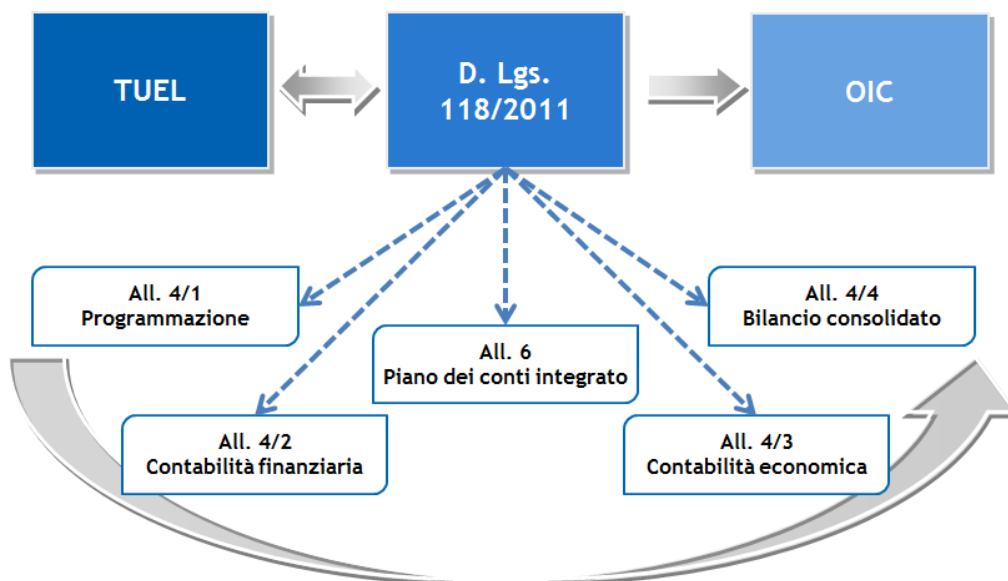 TUEL
D. Lgs.
118/2011
OIC
All. 4/1
Programmazione
All. 4/4
Bilancio consolidato
All. 6
Piano dei conti integrato
All. 4/2
Contabilità finanziaria
All. 4/3
Contabilità economica